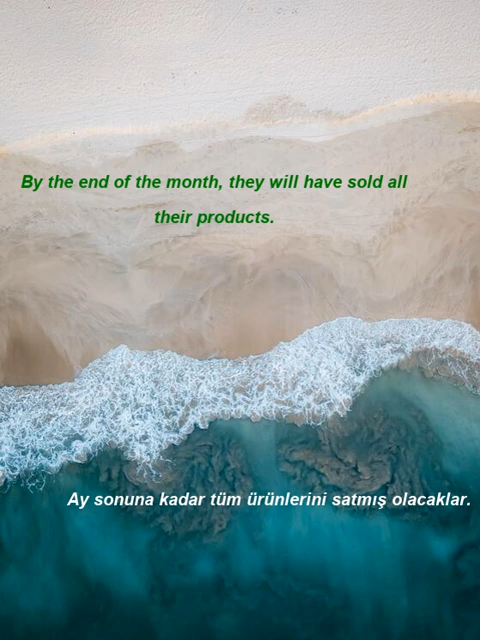 By the end of the month, they will have sold all
their products.
Ay sonuna kadar tüm ürünlerini satmış olacaklar.